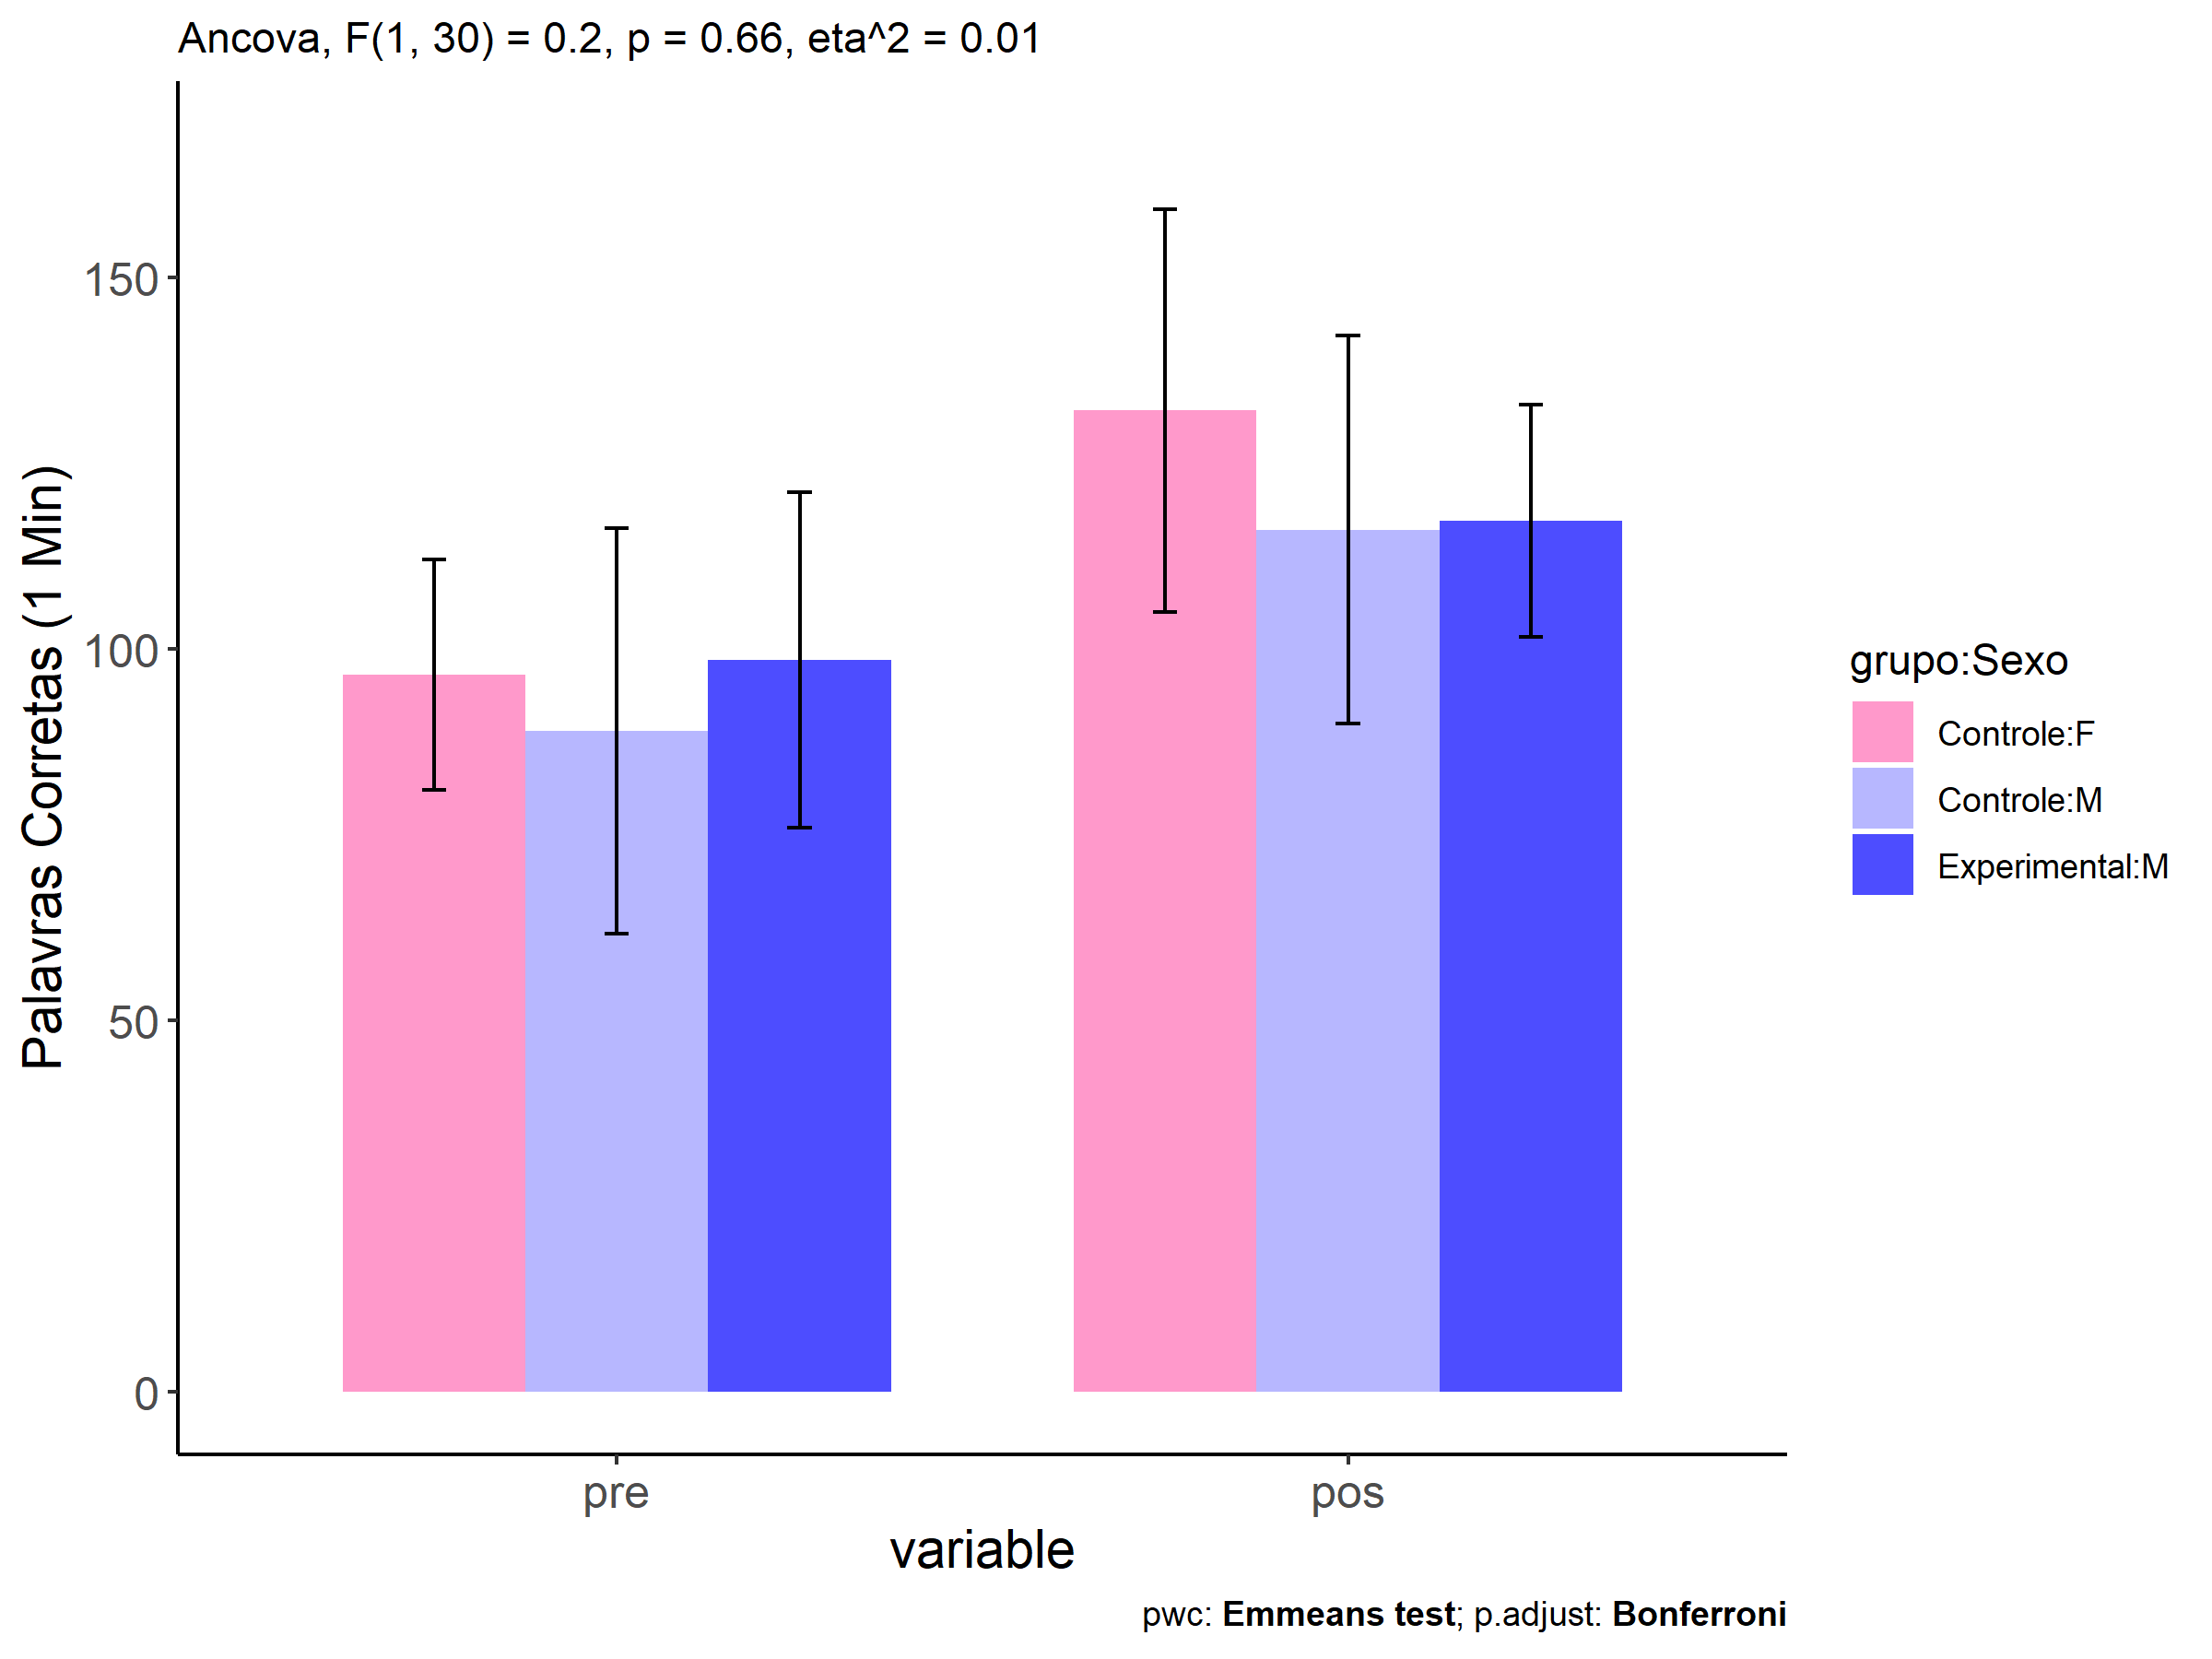 Ancova, F(1, 30) = 0.2, p = 0.66, eta^2 = 0.01
Palavras Corretas (1 Min)
150
100
50
0
pre
pos
variable
grupo:Sexo
Controle:F
Controle:M
Experimental:M
pwc: Emmeans test; p.adjust: Bonferroni